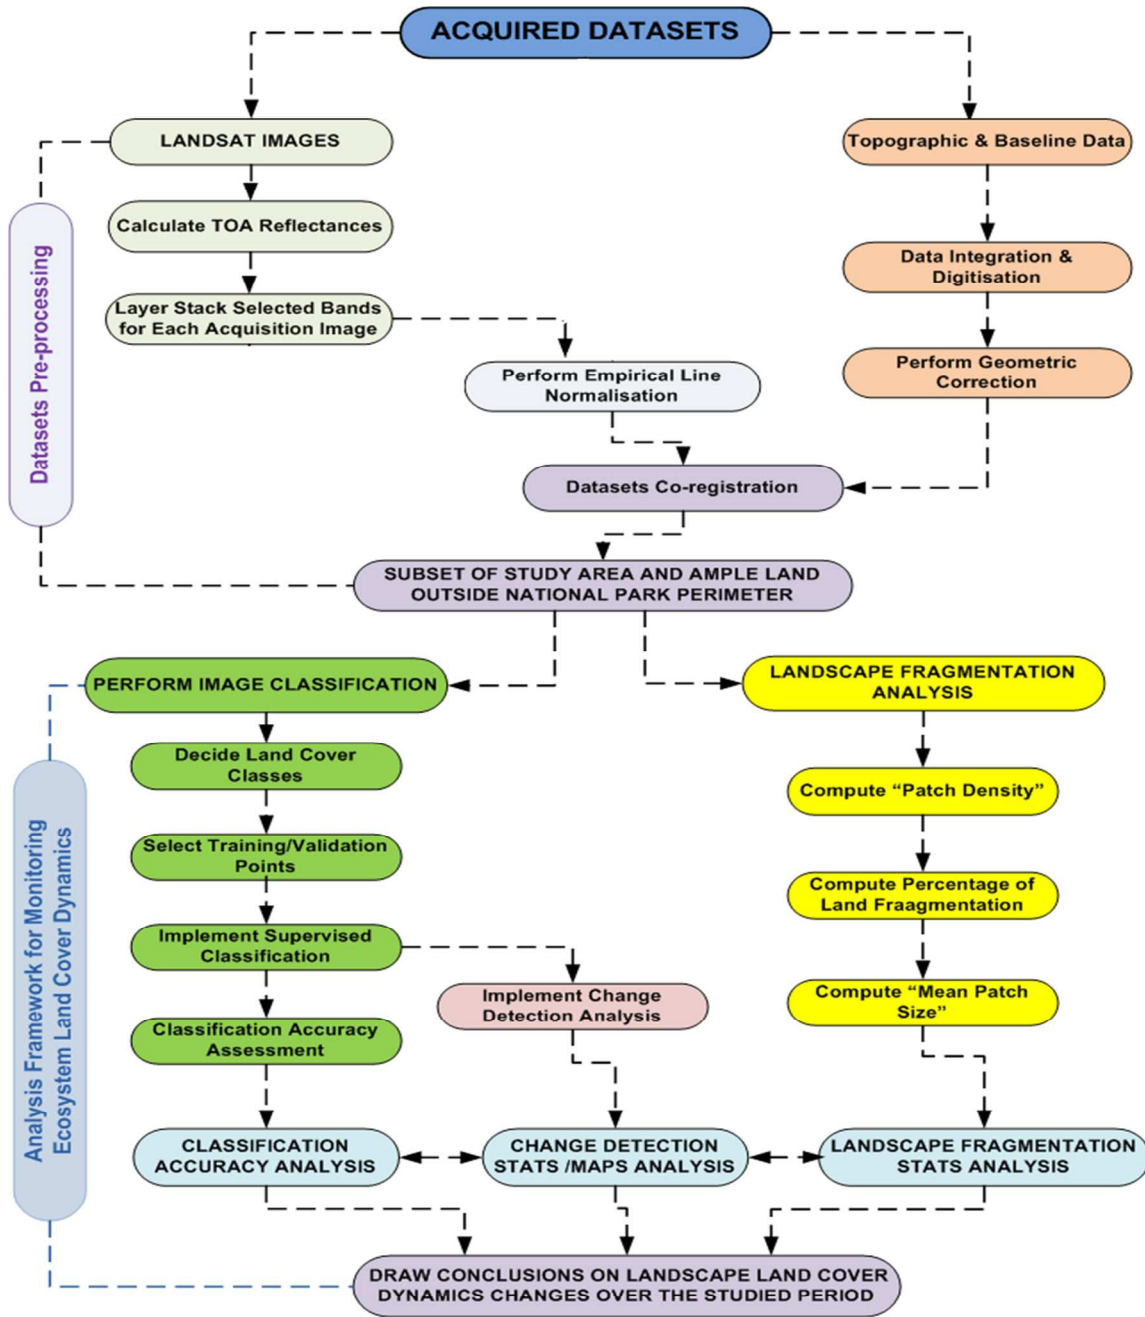 ACQUIRED DATASETS
LANDSAT IMAGES
Topographic & Baseline Data
Calculate TOA Reflectances
Data Integration &
Digitisation
Layer Stack Selected Bands
for Each Acquisition Image
Perform Empirical Line
Normalisation
Perform Geometric
Correction
Datasets Pre-processing
Datasets Co-registration
SUBSET OF STUDY AREA AND AMPLE LAND
OUTSIDE NATIONAL PARK PERIMETER
PERFORM IMAGE CLASSIFICATION
LANDSCAPE FRAGMENTATION
ANALYSIS
Decide Land Cover
Classes
Compute “Patch Density”
Select Training/Validation
Points
Compute Percentage of
Land Fraagmentation
Implement Supervised
Classification
Implement Change
Detection Analysis
Compute “Mean Patch
Size”
Classification Accuracy
Assessment
Analysis Framework for Monitoring
Ecosystem Land Cover Dynamics
CLASSIFICATION
ACCURACY ANALYSIS
CHANGE DETECTION
STATS /MAPS ANALYSIS
LANDSCAPE FRAGMENTATION
STATS ANALYSIS
DRAW CONCLUSIONS ON LANDSCAPE LAND COVER
DYNAMICS CHANGES OVER THE STUDIED PERIOD